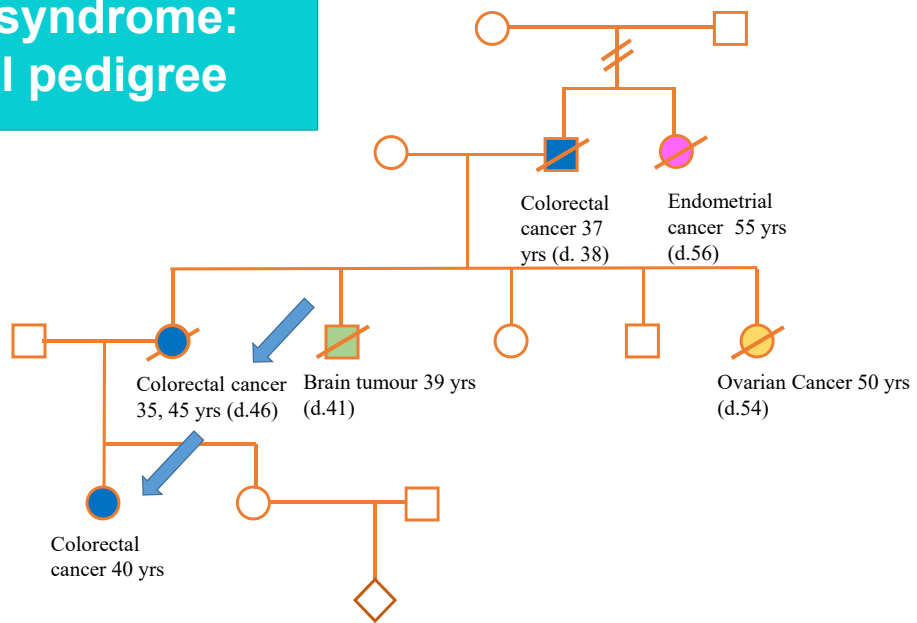 syndrome:
l pedigree
Colorectal
cancer 37
yrs (d. 38)
Endometrial
cancer 55 yrs
(d.56)
Colorectal cancer
35, 45 yrs (d.46)
Brain tumour 39 yrs
(d.41)
Ovarian Cancer 50 yrs
(d.54)
Colorectal
cancer 40 yrs